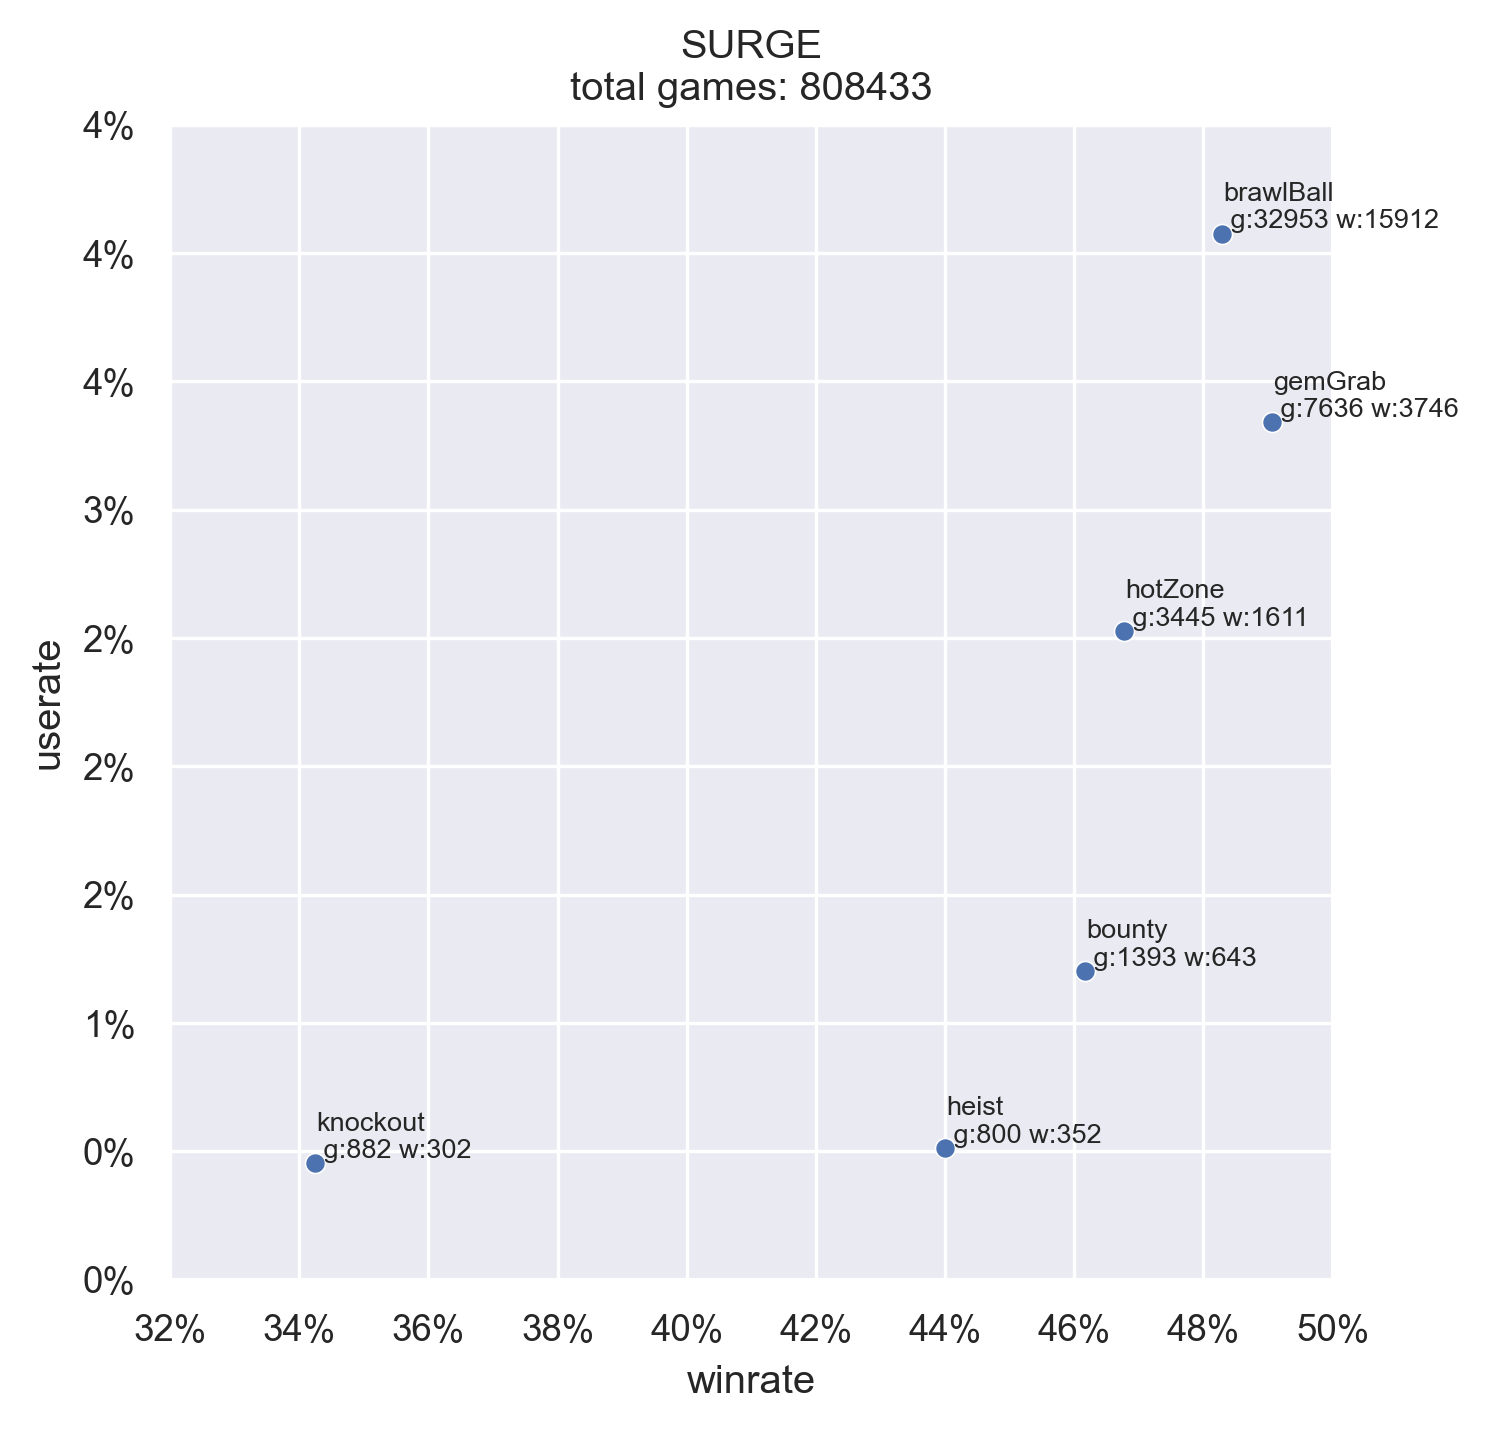 SURGE
total games: 808433
4%
brawlBall
g:32953 w:15912
4%
4%
gemGrab
g:7636 w:3746
3%
hotZone
g:3445 w:1611
2%
userate
2%
2%
bounty
g:1393 w:643
1%
heist
g:800 w:352
knockout
g:882 w:302
0%
0%
32% 34% 36% 38% 40% 42% 44% 46% 48% 50%
winrate